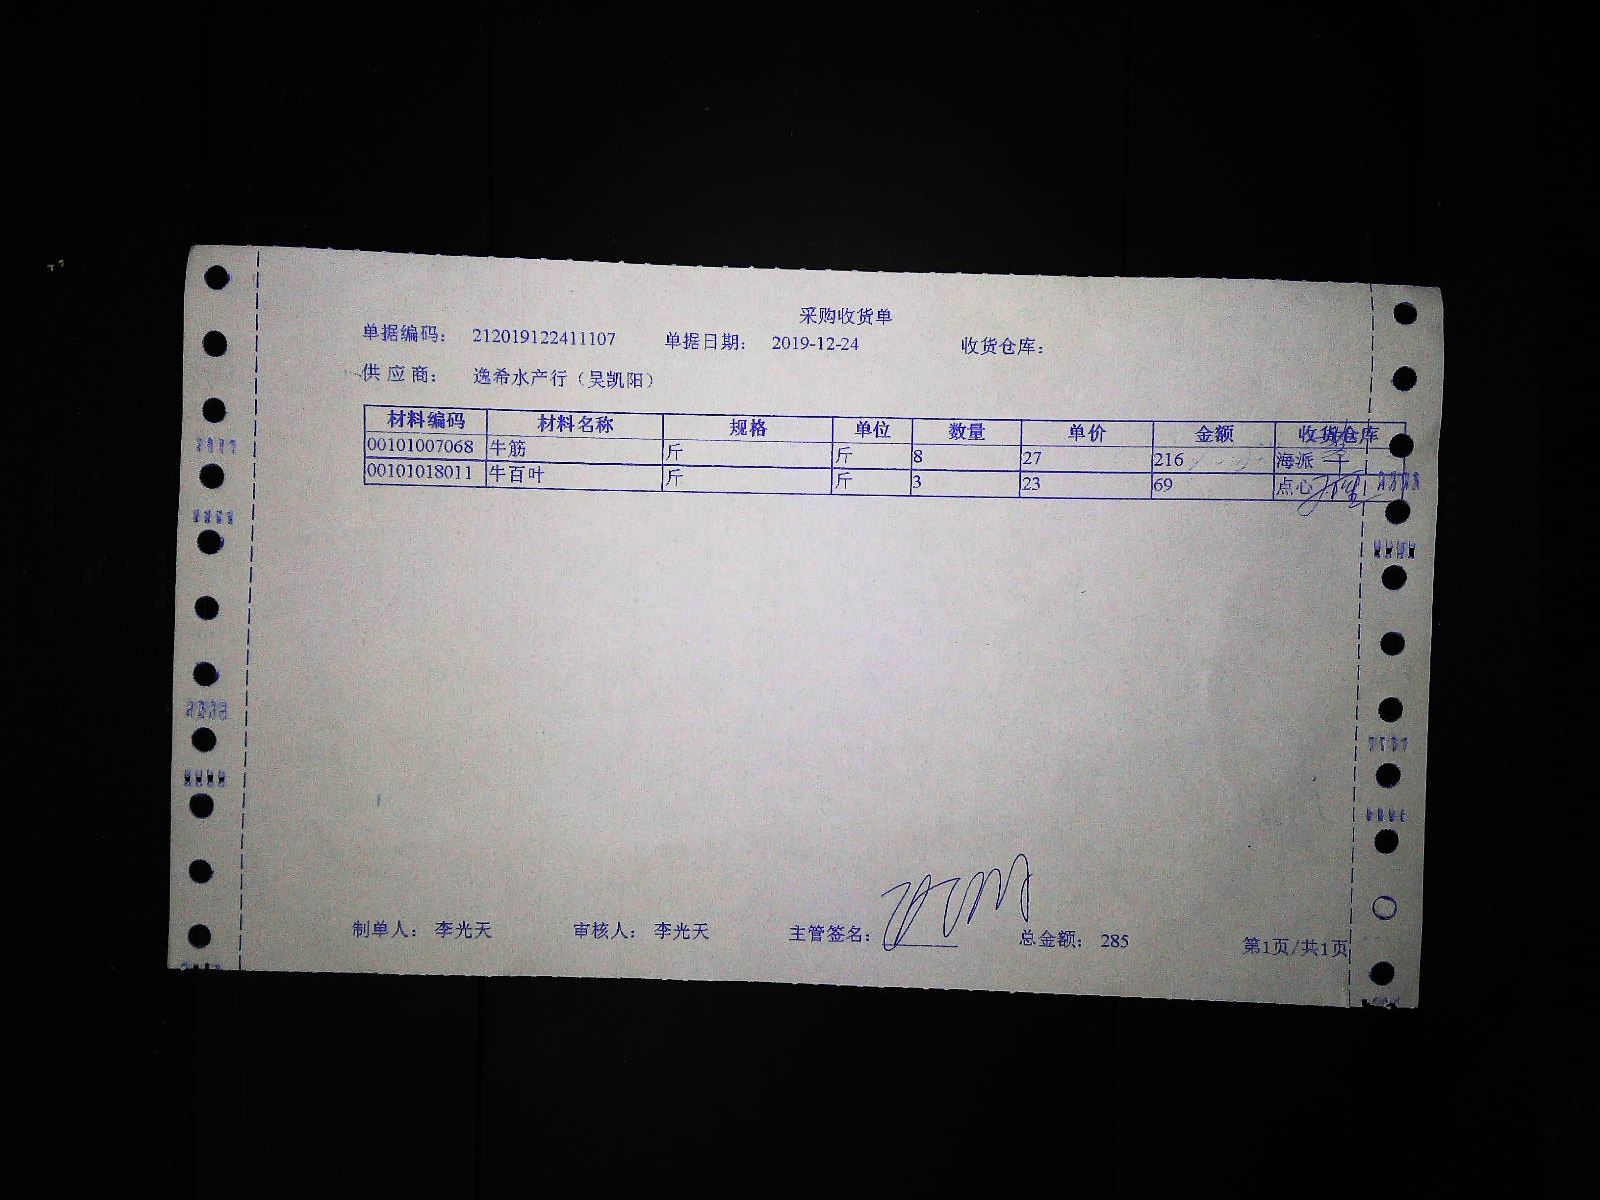 采购收货单
单据编码： 212019122411107 单据日期： 2019-12-24 收货仓库：
供 应 商： 逸希水产行（吴凯阳）
材料编码 材料名称 规格 单位 数量 单价 金额 收货仓库
00101007068 牛筋 斤 斤 8 27 216 海派
00101018011 牛百叶 斤 斤 3 23 69 点心
制单人： 李光天 审核人： 李光天 主管签名： 总金额： 285 第1页/共1页